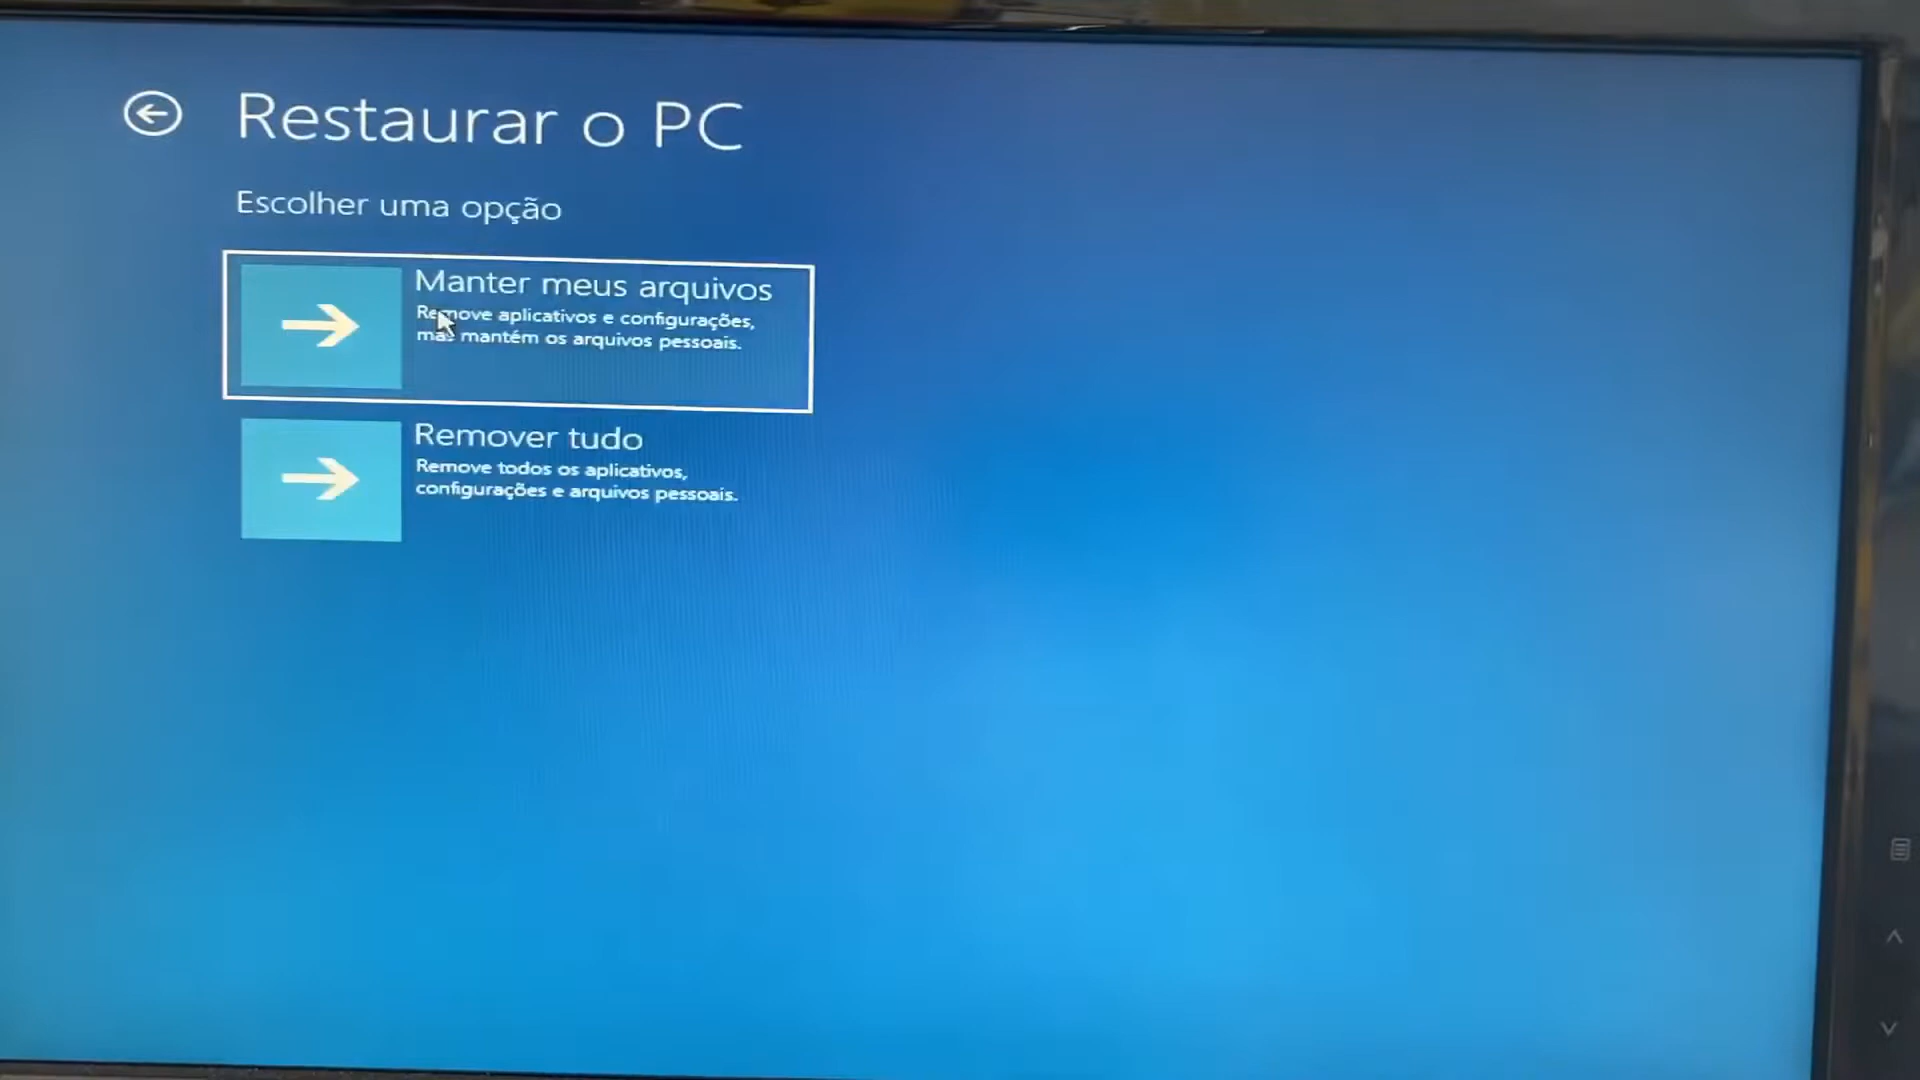 Restaurar o PC
Escolher uma opção
Manter meus arquivos
Remove aplicativos e configurações,
mas mantém os arquivos pessoais.
Remover tudo
Remove todos os aplicativos,
configurações e arquivos pessoais.